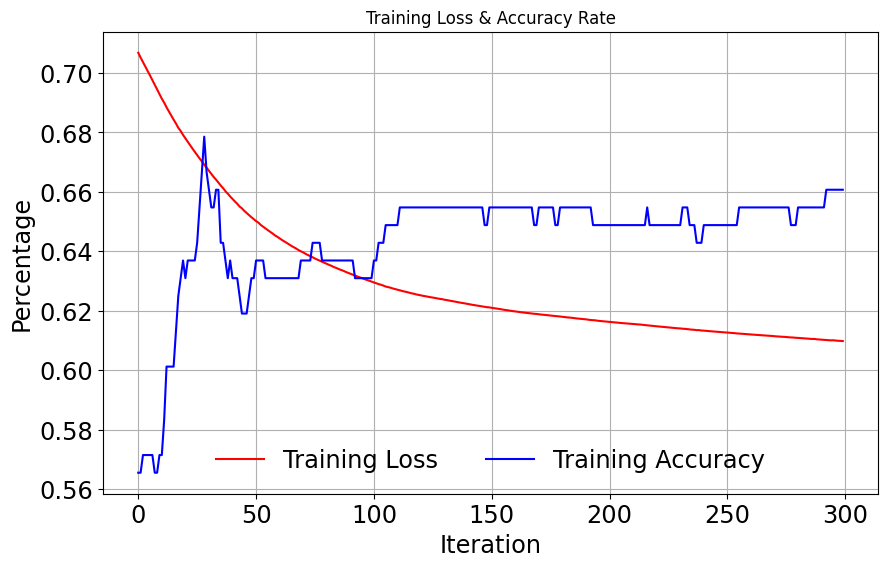 Training Loss & Accuracy Rate
0.70
0.68
0.66
0.64
0.62
0.60
0.58
0.56
Percentage
Training Loss
Training Accuracy
0 50 100 150 200 250 300
Iteration